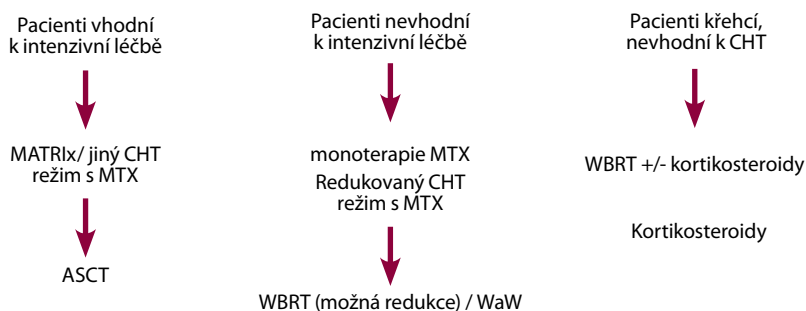 Pacienti vhodní
k intenzivní léčbě
MATRIx/ jiný CHT
režim s MTX
ASCT
Pacienti nevhodní
k intenzivní léčbě
monoterapie MTX
Redukovaný CHT
režim s MTX
WBRT (možná redukce) / WaW
Pacienti křehcí,
nevhodní k CHT
WBRT +/- kortikosteroidy
Kortikosteroidy